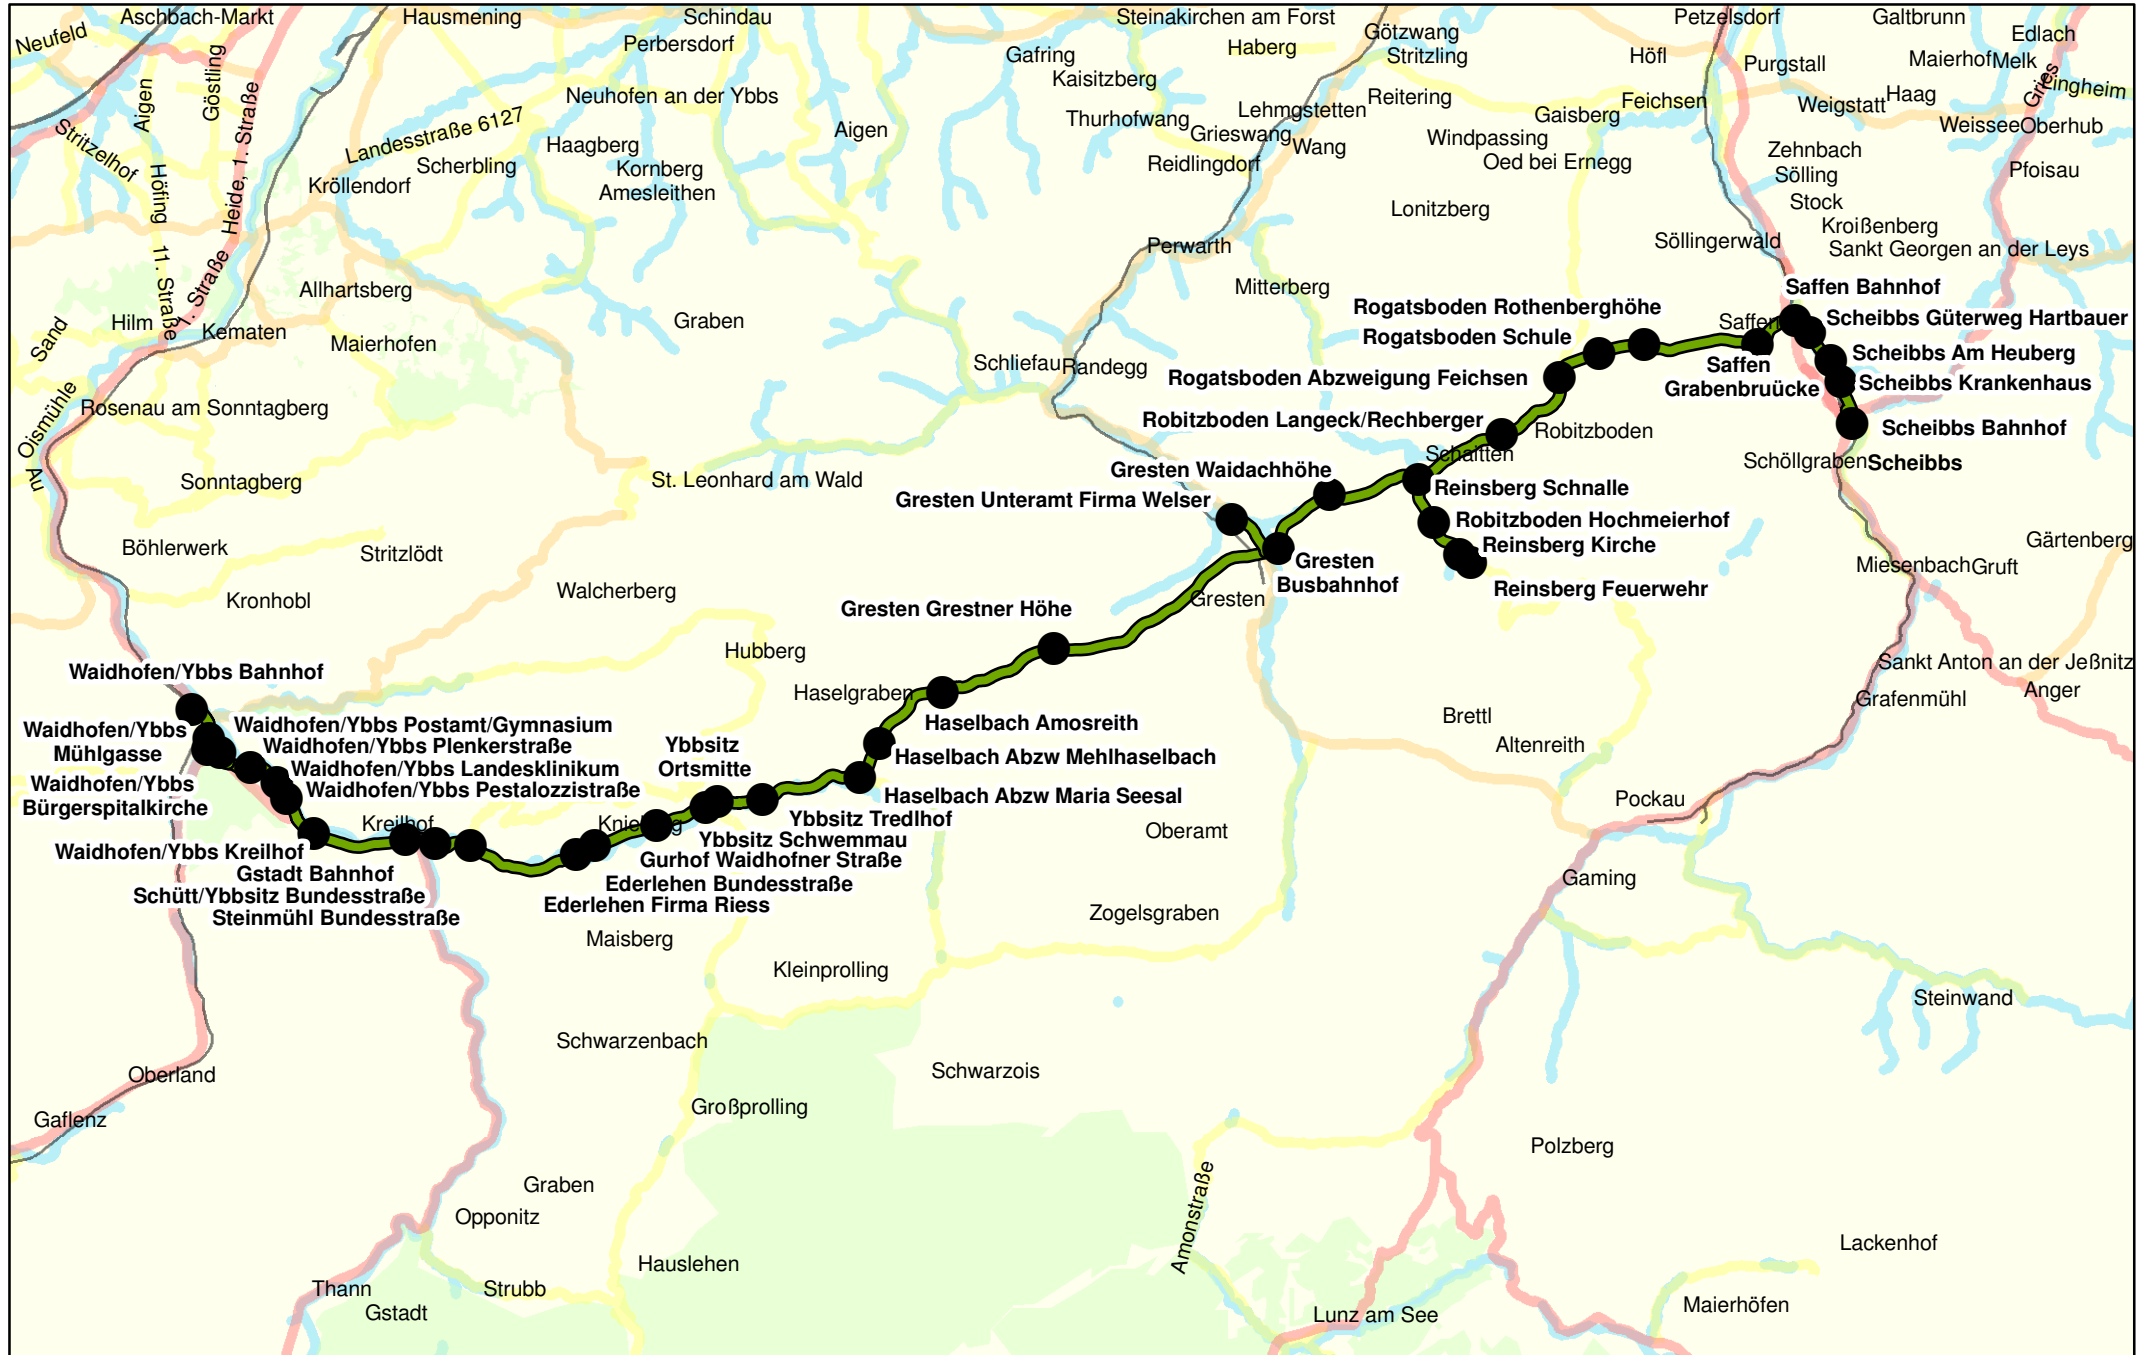 Aschbach-Markt
Hausmening
Schindau
Steinakirchen am Forst
Petzelsdorf
Galtbrunn
Neufeld
Perbersdorf
Gafring
Haberg
Götzwang
Stritzling
Höfl
Purgstall
Edlach
Maierhof
Melk
Göstling
Aigen
Heide, 1. Straße
Neuhofen an der Ybbs
Kaisitzberg
Lehmgstetten
Reitering
Feichsen
Gaisberg
Weigstatt
Haag
Gries
Eingheim
Stritzelhof
Landesstraße 6127
Haagberg
Aigen
Thurhofwang
Grieswang
Wang
Windpassing
Weissee
Oberhub
Scherbling
Kornberg
Reidlingdorf
Oed bei Ernegg
Zehnbach
Sölling
Pfoisau
Höfing
Kröllendorf
Amesleithen
Lonitzberg
Stock
Kroißenberg
Perwarth
Söllingerwald
Sankt Georgen an der Leys
11. Straße
1. Straße
Allhartsberg
Mitterberg
Saffen Bahnhof
Rogatsboden Rothenberghöhe
Sand
Hilm
Kematen
Maierhofen
Graben
Saffen
Scheibbs Güterweg Hartbauer
Rogatsboden Schule
Schliefau
Randegg
Saffen
Grabenbruücke
Scheibbs Am Heuberg
Rogatsboden Abzweigung Feichsen
Scheibbs Krankenhaus
Oismühle
Rosenau am Sonntagberg
Robitzboden Langeck/Rechberger
Robitzboden
Scheibbs Bahnhof
Au
Sonntagberg
St. Leonhard am Wald
Gresten Waidachhöhe
Schaitten
Schöllgraben
Scheibbs
Gresten Unteramt Firma Welser
Reinsberg Schnalle
Böhlerwerk
Stritzlödt
Robitzboden Hochmeierhof
Reinsberg Kirche
Gärtenberg
Gresten
Busbahnhof
Reinsberg Feuerwehr
Miesenbach
Gruft
Kronhobl
Walcherberg
Gresten Grestner Höhe
Gresten
Hubberg
Waidhofen/Ybbs Bahnhof
Haselgraben
Sankt Anton an der Jeßnitz
Grafenmühl
Anger
Waidhofen/Ybbs
Mühlgasse
Waidhofen/Ybbs Postamt/Gymnasium
Waidhofen/Ybbs Plenkerstraße
Waidhofen/Ybbs Landesklinikum
Waidhofen/Ybbs Pestalozzistraße
Ybbsitz
Ortsmitte
Haselbach Amosreith
Haselbach Abzw Mehlhaselbach
Brettl
Altenreith
Waidhofen/Ybbs
Bürgerspitalkirche
Haselbach Abzw Maria Seesal
Pockau
Kreilhof
Ybbsitz Tredlhof
Oberamt
Waidhofen/Ybbs Kreilhof
Ybbsitz Schwemmau
Gurhof Waidhofner Straße
Gstadt Bahnhof
Ederlehen Bundesstraße
Gaming
Schütt/Ybbsitz Bundesstraße
Ederlehen Firma Riess
Steinmühl Bundesstraße
Zogelsgraben
Maisberg
Kleinprolling
Steinwand
Schwarzenbach
Oberland
Schwarzois
Großprolling
Gaflenz
Polzberg
Graben
Opponitz
Amonstraße
Hauslehen
Lackenhof
Thann
Strubb
Gstadt
Lunz am See
Maierhöfen